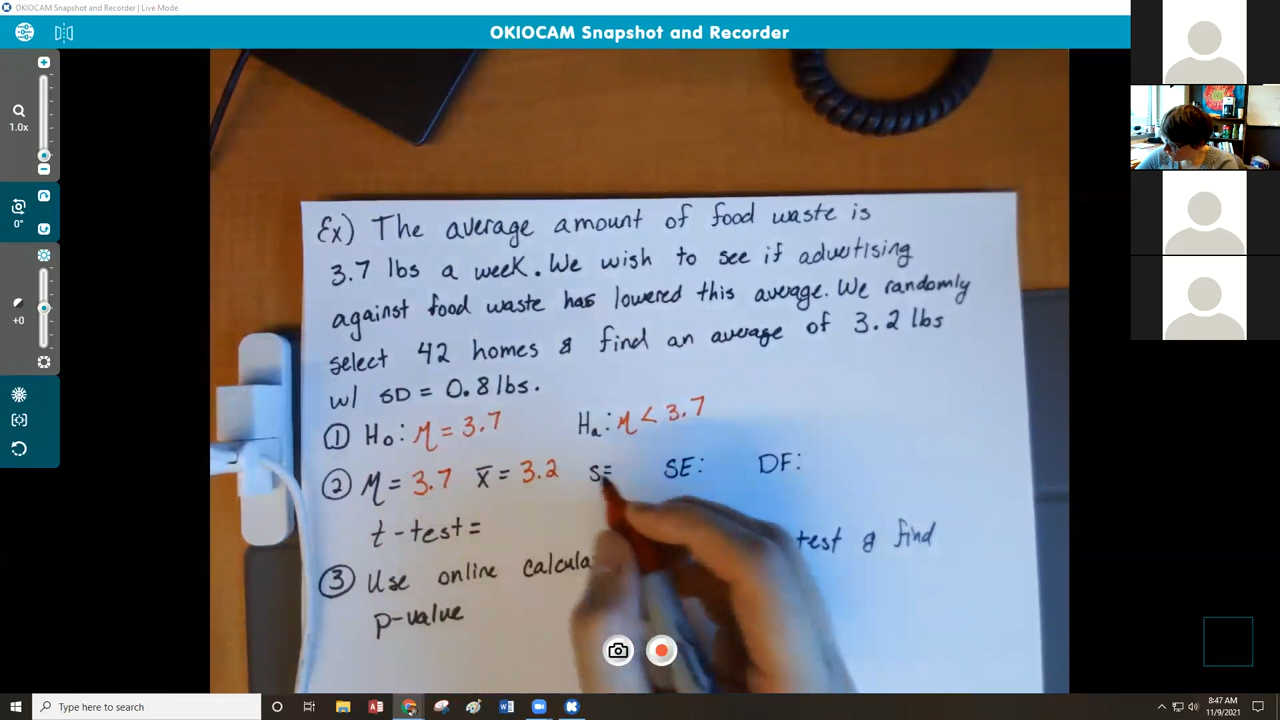 OKIOCAM Snapshot and Recorder | Live Mode
OKIOCAM Snapshot and Recorder
1.0x
0°
+0
Ex) The average amount of food waste is
3.7 lbs a week. We wish to see if advertising
against food waste has lowered this average. We randomly
select 42 homes & find an average of 3.2 lbs
w/ SD = 0.8 lbs.
① H₀: μ = 3.7 Hₐ: μ < 3.7
② μ = 3.7 x̄ = 3.2 s= SE: DF:
t-test=
③ Use online calcula test & find
p-value
Type here to search
8:47 AM
11/9/2021